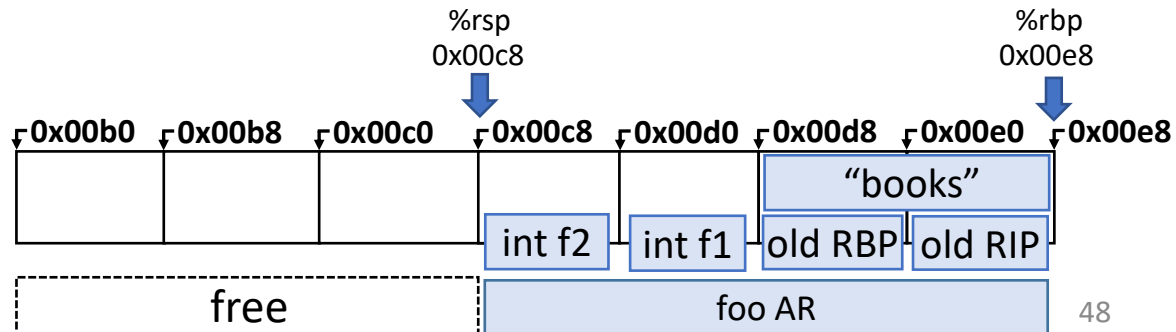 %rsp %rbp
0x00c8 0x00e8
0x00b0 0x00b8 0x00c0 0x00c8 0x00d0 0x00d8 0x00e0 0x00e8
“books”
int f2 int f1 old RBP old RIP
free foo AR 48